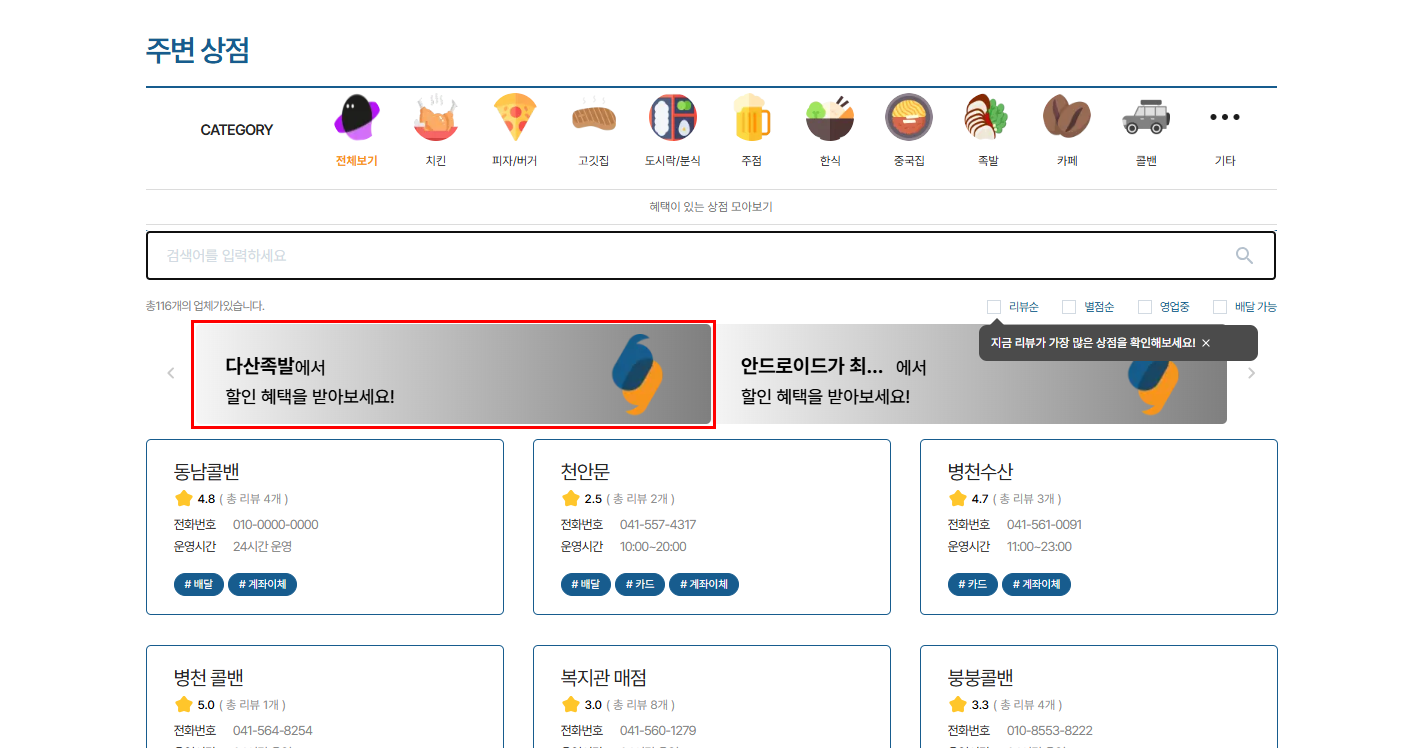 주변 상점
CATEGORY
전체보기 치킨 피자/버거 고깃집 도시락/분식 주점 한식 중국집 족발 카페 콜밴 기타
혜택이 있는 상점 모아보기
검색어를 입력하세요
총116개의 업체가있습니다.
리뷰순 별점순 영업중 배달 가능
지금 리뷰가 가장 많은 상점을 확인해보세요! ×
다산족발에서
할인 혜택을 받아보세요!
안드로이드가 최... 에서
할인 혜택을 받아보세요!
동남콜밴
4.8 ( 총 리뷰 4개 )
전화번호 010-0000-0000
운영시간 24시간 운영
# 배달 # 계좌이체
천안문
2.5 ( 총 리뷰 2개 )
전화번호 041-557-4317
운영시간 10:00~20:00
# 배달 # 카드 # 계좌이체
병천수산
4.7 ( 총 리뷰 3개 )
전화번호 041-561-0091
운영시간 11:00~23:00
# 카드 # 계좌이체
병천 콜밴
5.0 ( 총 리뷰 1개 )
전화번호 041-564-8254
복지관 매점
3.0 ( 총 리뷰 8개 )
전화번호 041-560-1279
붕붕콜밴
3.3 ( 총 리뷰 4개 )
전화번호 010-8553-8222